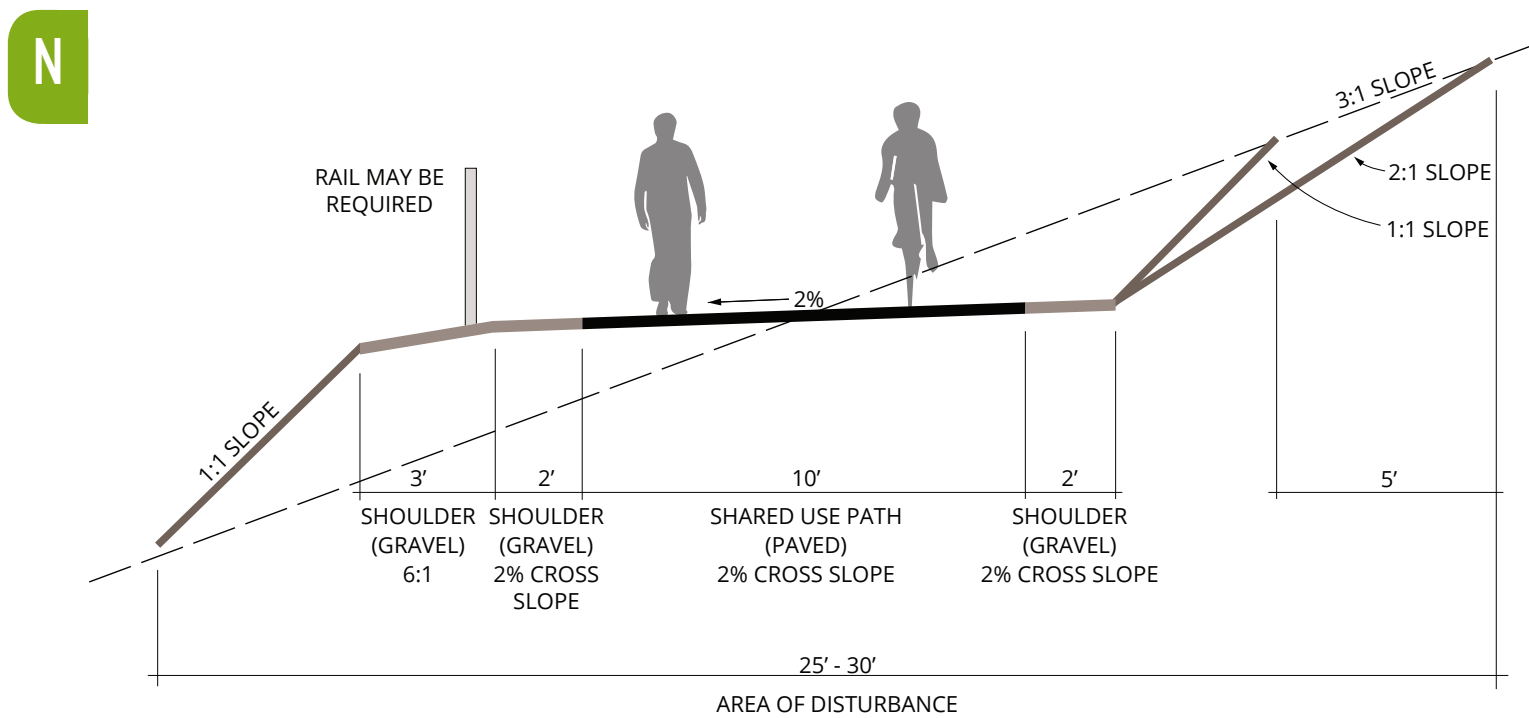 N
3:1 SLOPE
RAIL MAY BE
REQUIRED
2:1 SLOPE
1:1 SLOPE
2%
1:1 SLOPE
3’
2’
10’
2’
5’
SHOULDER
(GRAVEL)
6:1
SHOULDER
(GRAVEL)
2% CROSS
SLOPE
SHARED USE PATH
(PAVED)
2% CROSS SLOPE
SHOULDER
(GRAVEL)
2% CROSS SLOPE
25’ - 30’
AREA OF DISTURBANCE